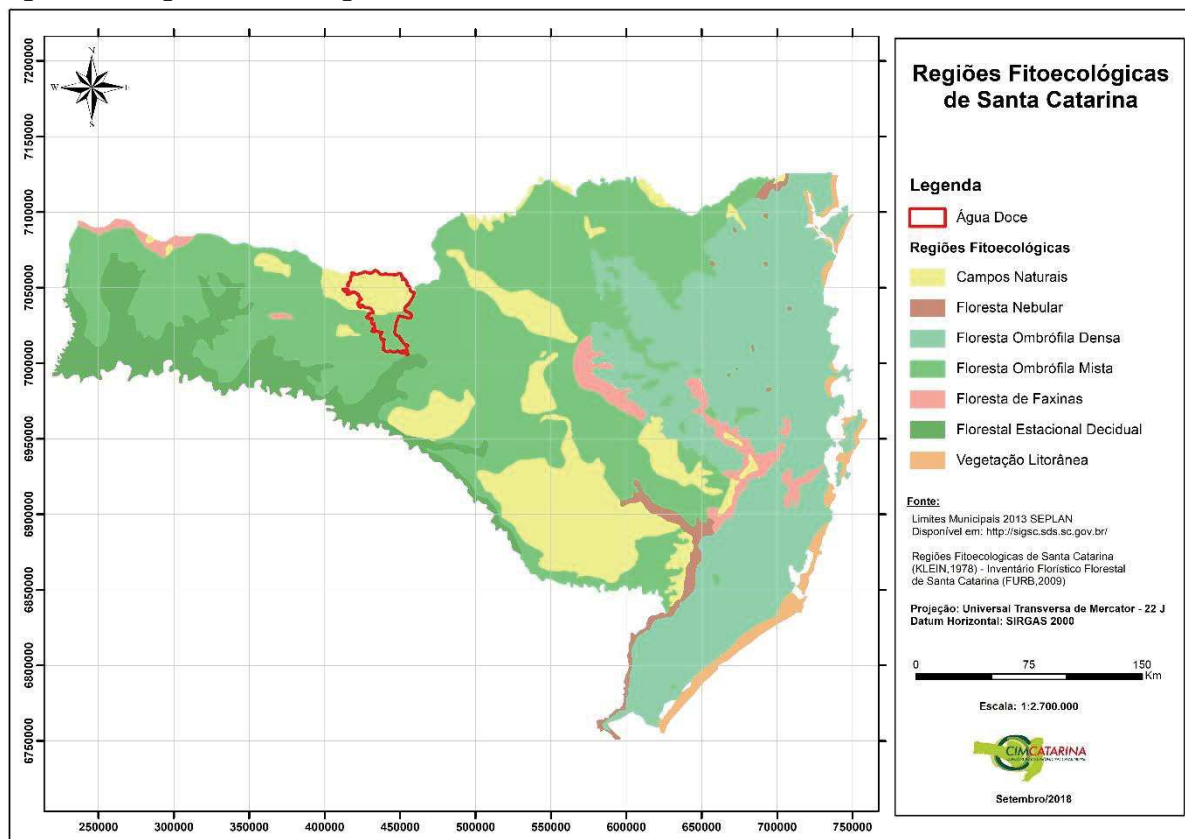 N
W
E
S
7200000
7150000
7100000
7050000
7000000
6950000
6900000
6850000
6800000
6750000
250000 300000 350000 400000 450000 500000 550000 600000 650000 700000 750000
Regiões Fitoecológicas
de Santa Catarina
Legenda
Água Doce
Regiões Fitoecológicas
Campos Naturais
Floresta Nebular
Floresta Ombrófila Densa
Floresta Ombrófila Mista
Floresta de Faxinas
Florestal Estacional Decidual
Vegetação Litorânea
Fonte:
Limites Municipais 2013 SEPLAN
Disponível em: http://sigsc.sds.sc.gov.br/
Regiões Fitoecologicas de Santa Catarina
(KLEIN,1978) - Inventário Florístico Florestal
de Santa Catarina (FURB,2009)
Projeção: Universal Transversa de Mercator - 22 J
Datum Horizontal: SIRGAS 2000
0 75 150
Km
Escala: 1:2.700.000
CIMCATARINA
Setembro/2018